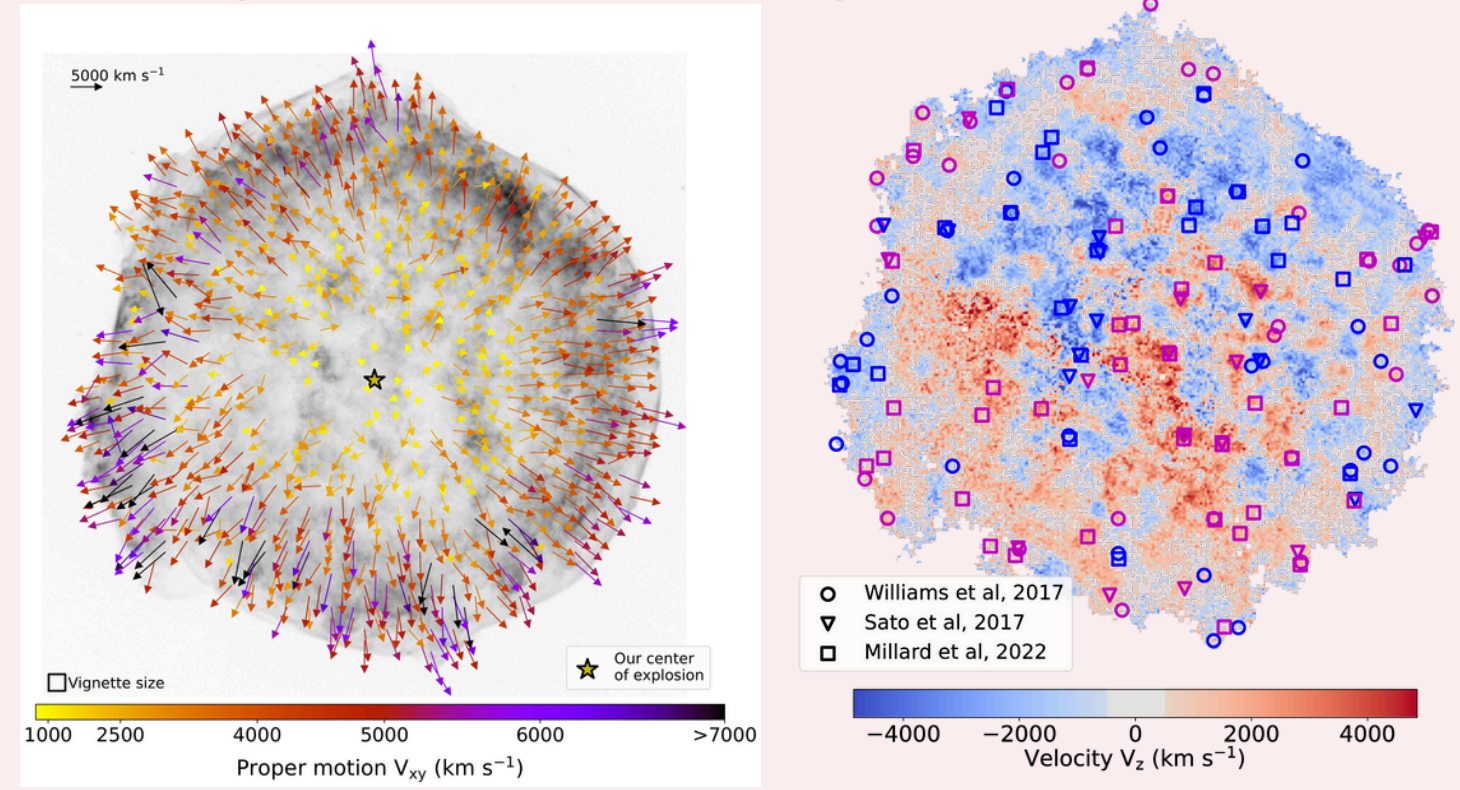 5000 km s⁻¹
Our center
of explosion
Vignette size
1000 2500 4000 5000 6000 >7000
Proper motion Vxy (km s⁻¹)
Williams et al, 2017
Sato et al, 2017
Millard et al, 2022
−4000 −2000 0 2000 4000
Velocity Vz (km s⁻¹)